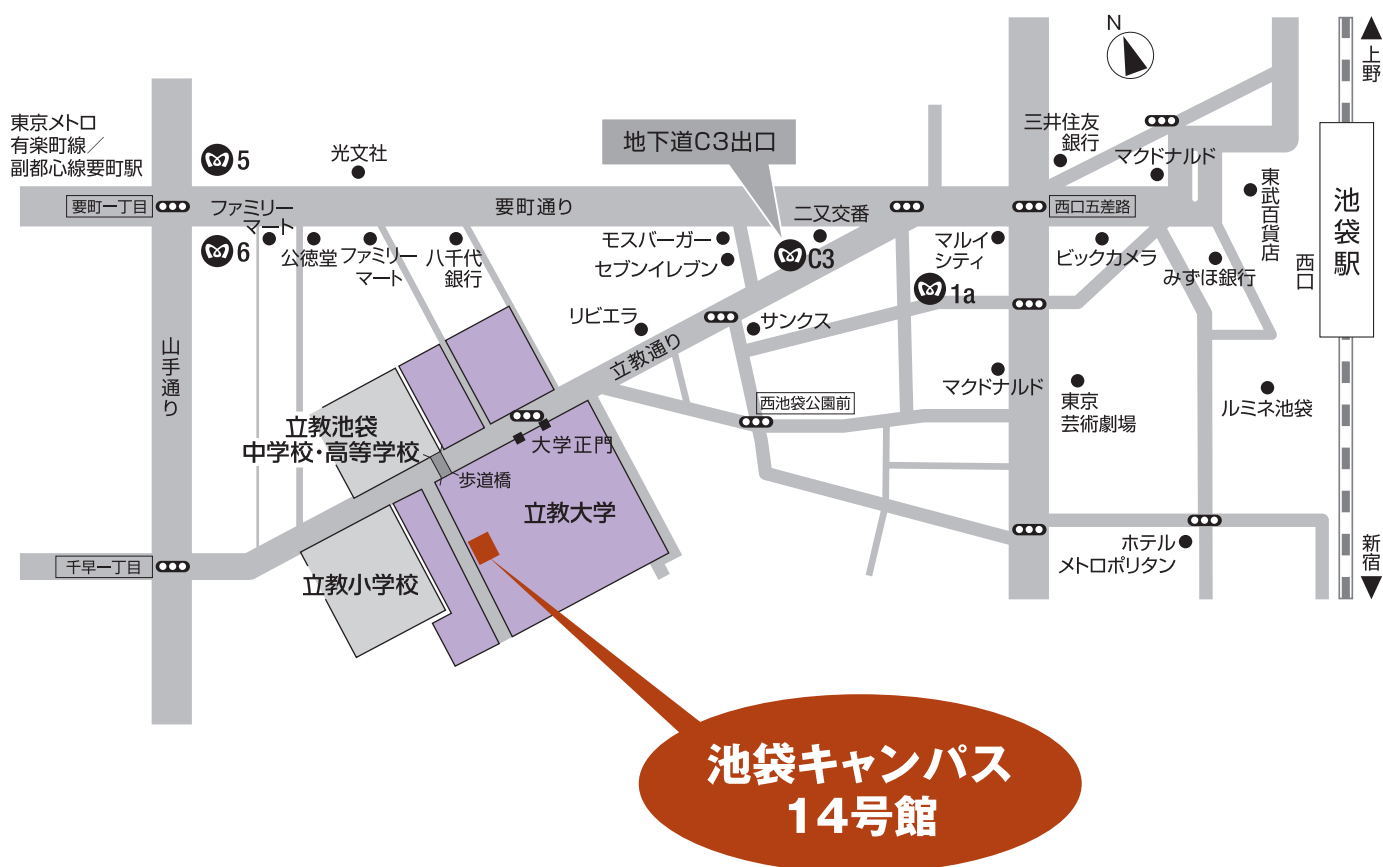 N
上野
東京メトロ
有楽町線／
副都心線要町駅
5
光文社
地下道C3出口
三井住友
銀行
マクドナルド
要町一丁目
ファミリー
マート
要町通り
二又交番
西口五差路
東武百貨店
池袋駅
西口
6
公徳堂
ファミリー
マート
八千代
銀行
モスバーガー
セブンイレブン
C3
マルイ
シティ
1a
ビックカメラ
みずほ銀行
リビエラ
サンクス
山手通り
立教通り
マクドナルド
西池袋公園前
東京
芸術劇場
ルミネ池袋
立教池袋
中学校・高等学校
大学正門
歩道橋
立教大学
千早一丁目
立教小学校
ホテル
メトロポリタン
新宿
池袋キャンパス
14号館